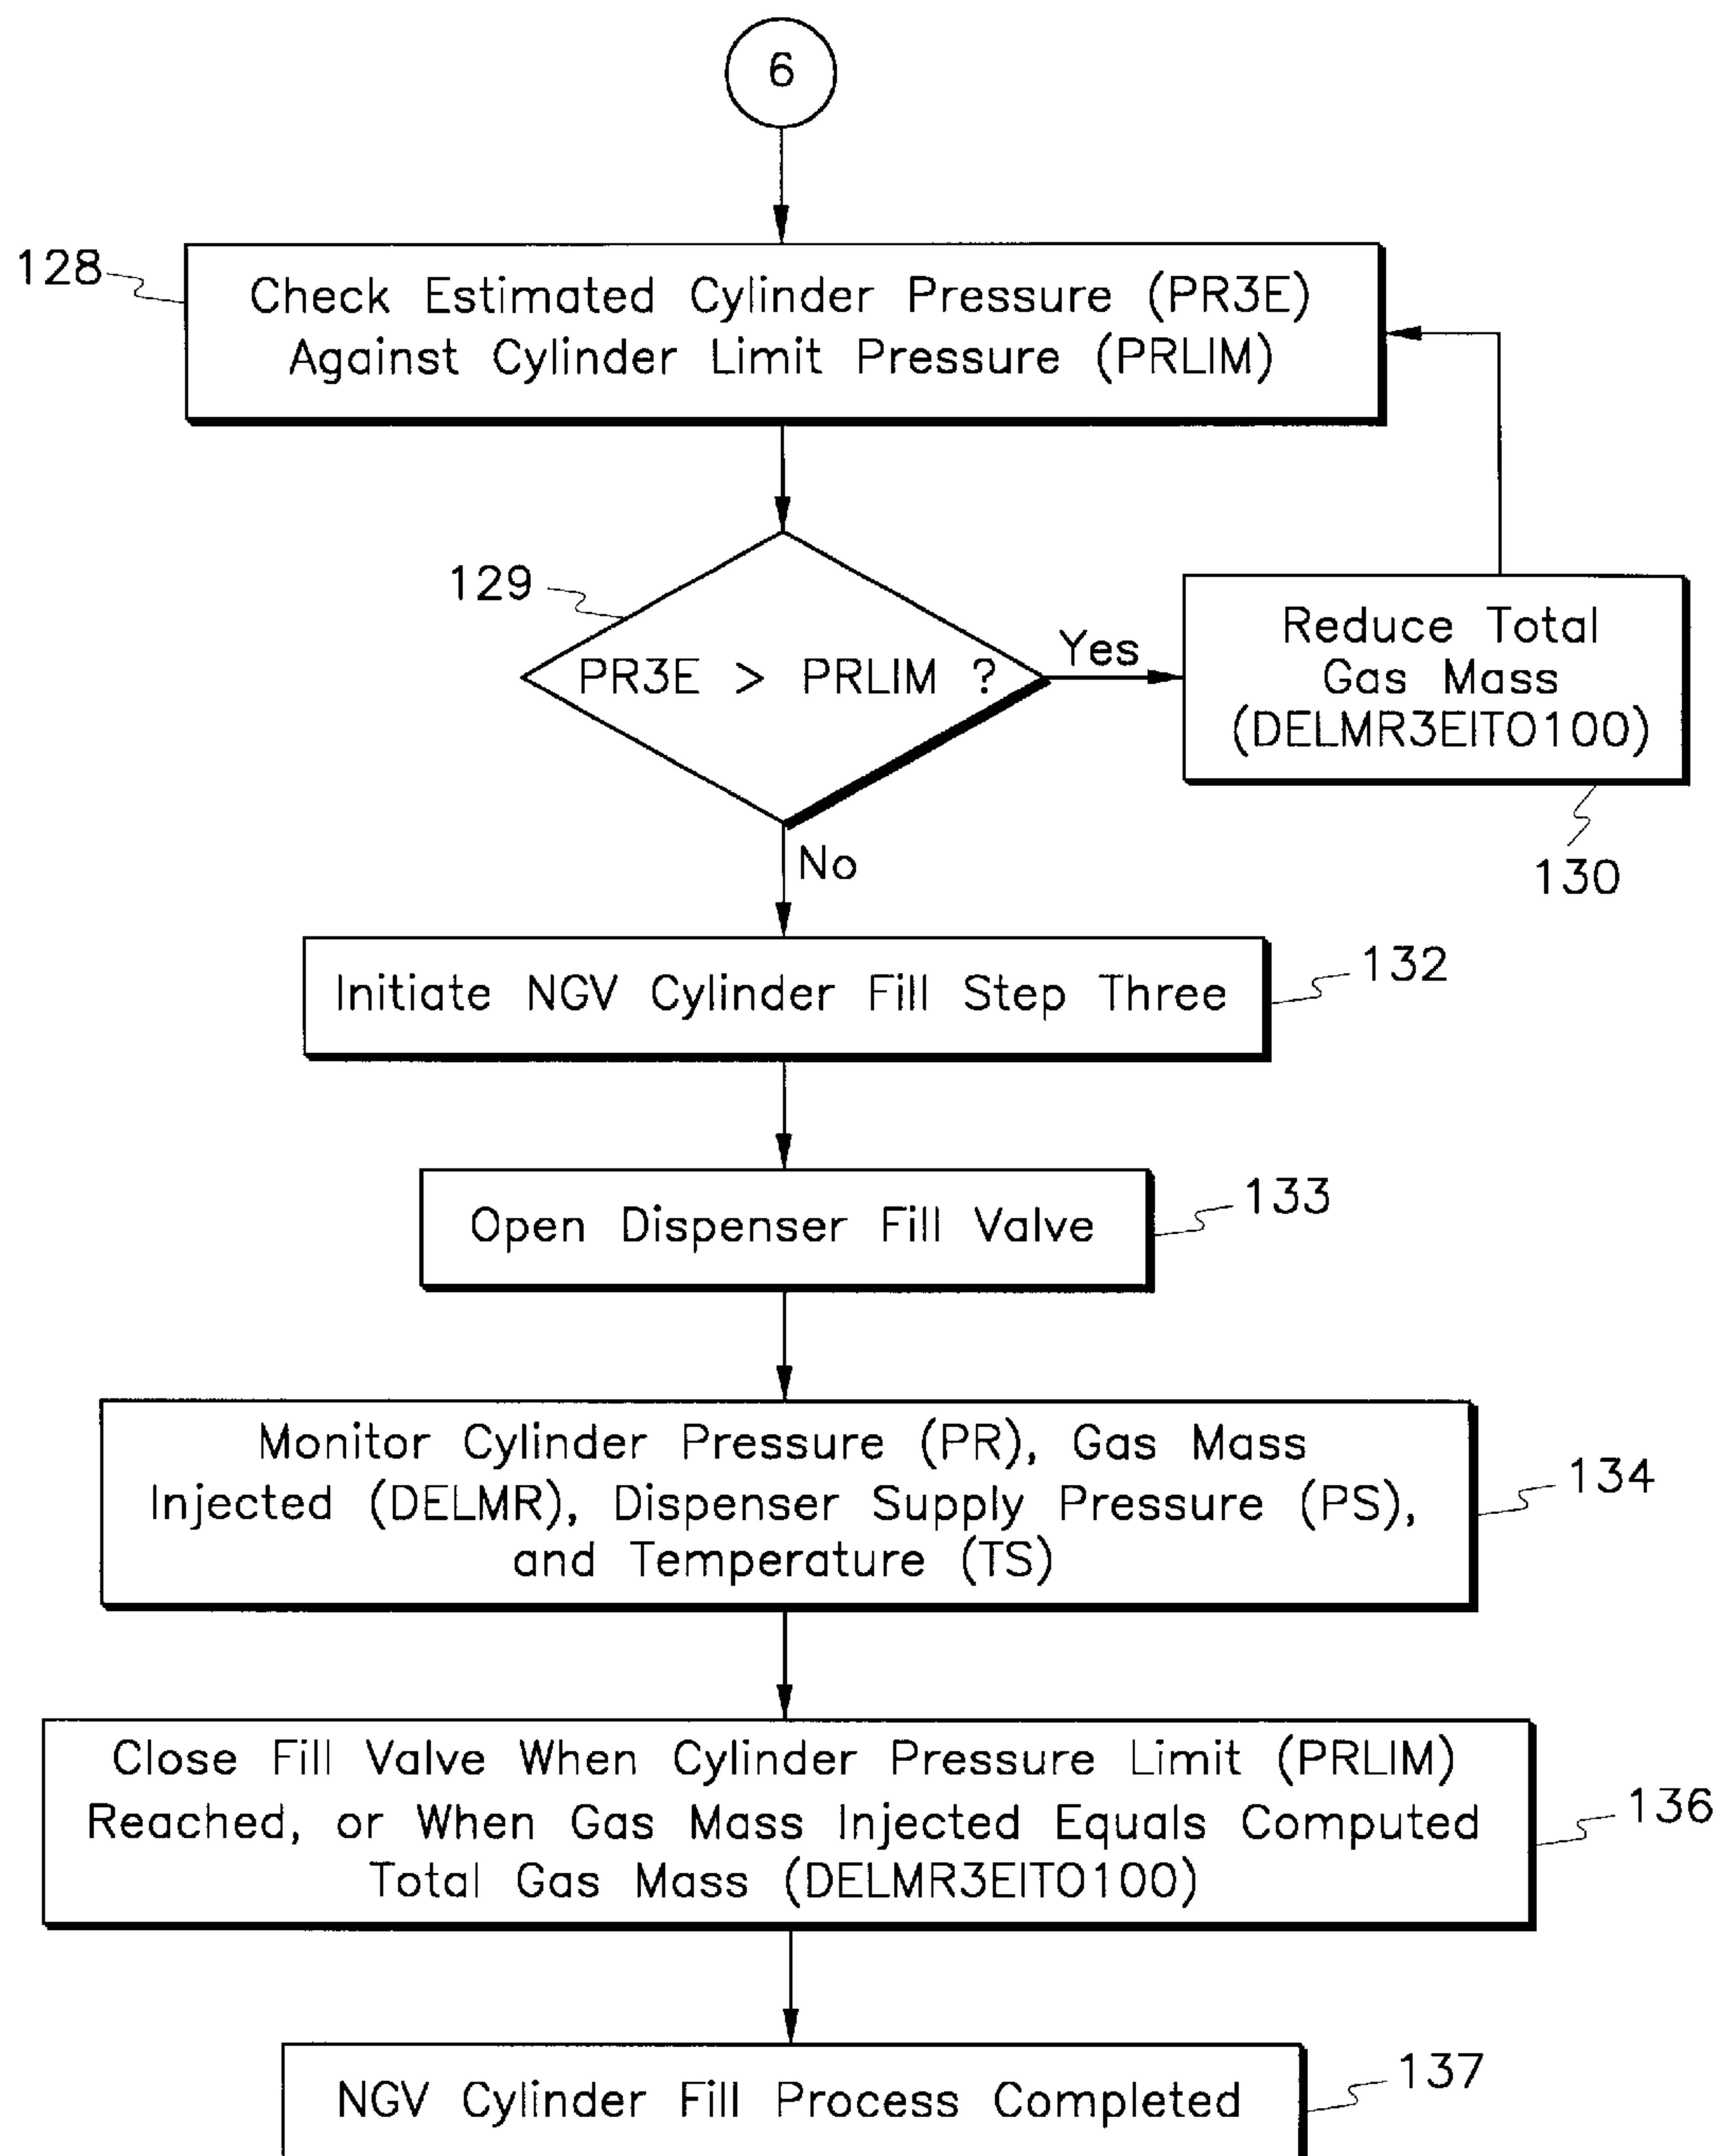 6
128
Check Estimated Cylinder Pressure (PR3E)
Against Cylinder Limit Pressure (PRLIM)
129
PR3E > PRLIM ?
Yes
Reduce Total
Gas Mass
(DELMR3EITO100)
130
No
Initiate NGV Cylinder Fill Step Three
132
Open Dispenser Fill Valve
133
Monitor Cylinder Pressure (PR), Gas Mass
Injected (DELMR), Dispenser Supply Pressure (PS),
and Temperature (TS)
134
Close Fill Valve When Cylinder Pressure Limit (PRLIM)
Reached, or When Gas Mass Injected Equals Computed
Total Gas Mass (DELMR3EITO100)
136
NGV Cylinder Fill Process Completed
137